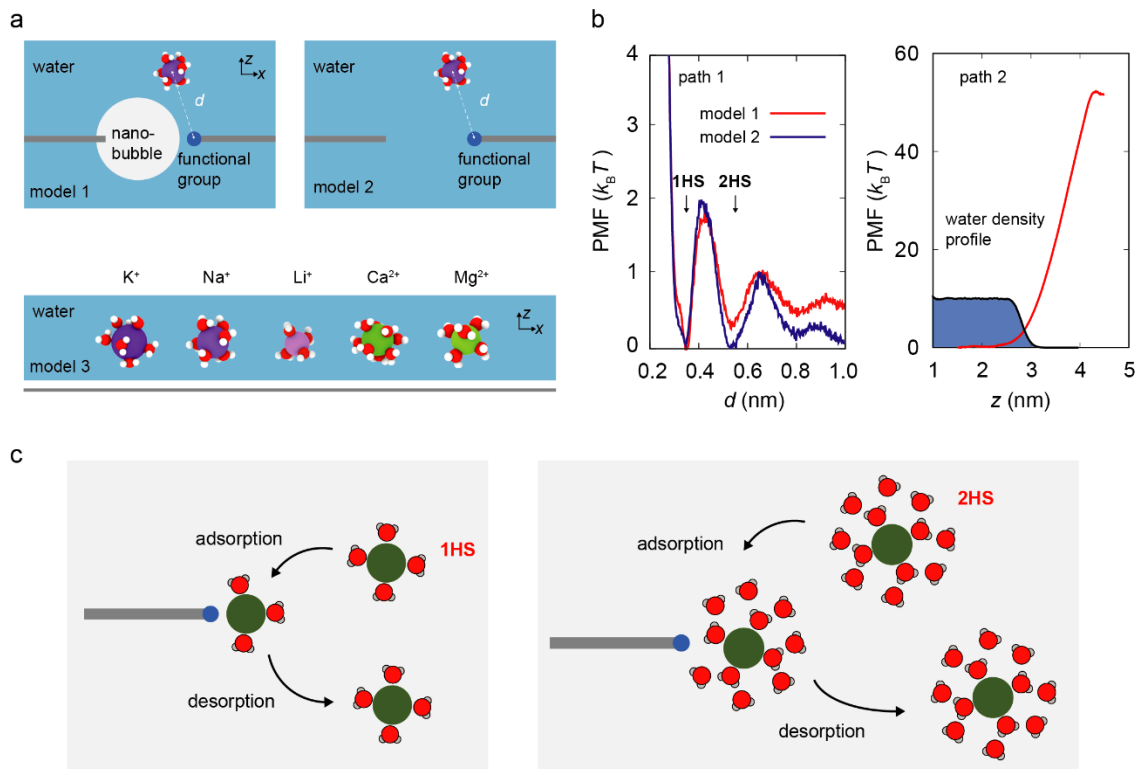 a
water
z
x
d
nano-
bubble
functional
group
model 1
water
z
x
d
functional
group
model 2
K⁺ Na⁺ Li⁺ Ca²⁺ Mg²⁺
water
z
x
model 3
b
PMF (k_BT)
4
3
2
1
0
path 1
model 1
model 2
1HS 2HS
0.2 0.4 0.6 0.8 1.0
d (nm)
PMF (k_BT)
60
40
20
0
path 2
water density
profile
1 2 3 4 5
z (nm)
c
adsorption
1HS
desorption
2HS
adsorption
desorption